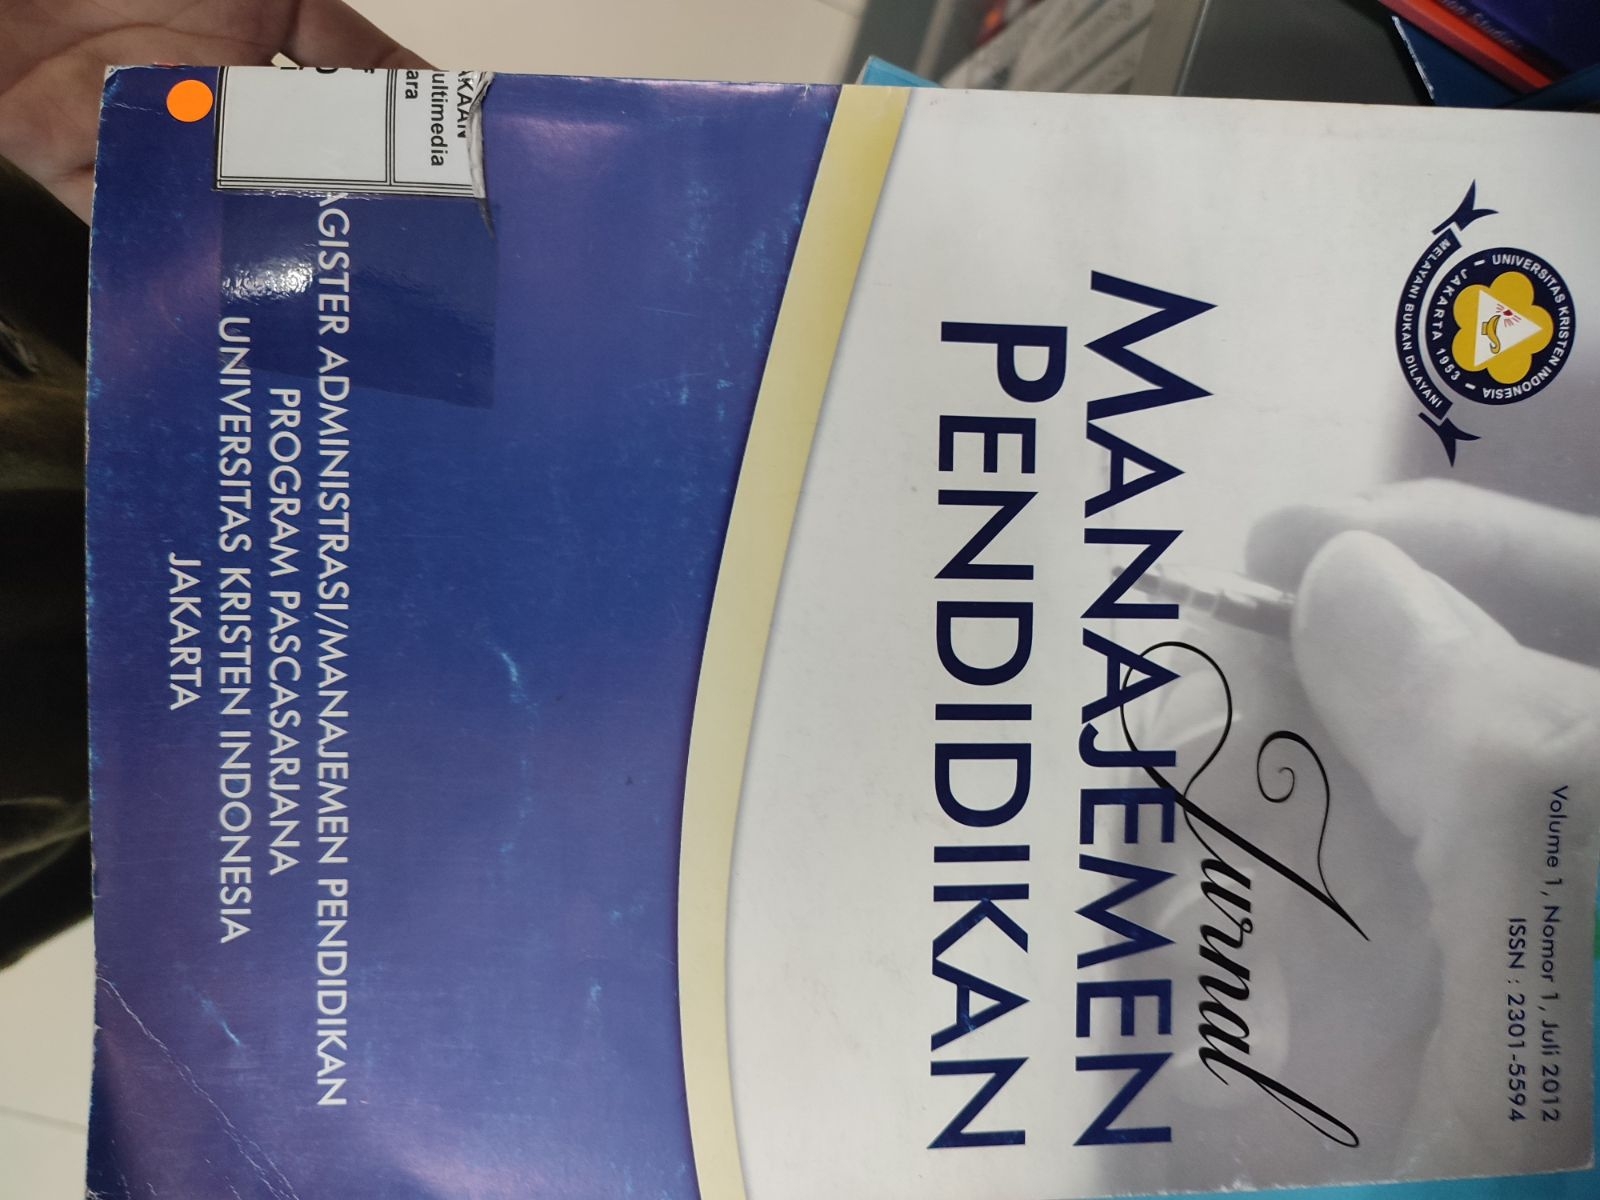 Volume 1, Nomor 1, Juli 2012
ISSN : 2301-5594
UNIVERSITAS KRISTEN INDONESIA
JAKARTA 1953
MELAYANI BUKAN DILAYANI
Jurnal
MANAJEMEN
PENDIDIKAN
AKAAN
ultimedia
ara
AGISTER ADMINISTRASI/MANAJEMEN PENDIDIKAN
PROGRAM PASCASARJANA
UNIVERSITAS KRISTEN INDONESIA
JAKARTA